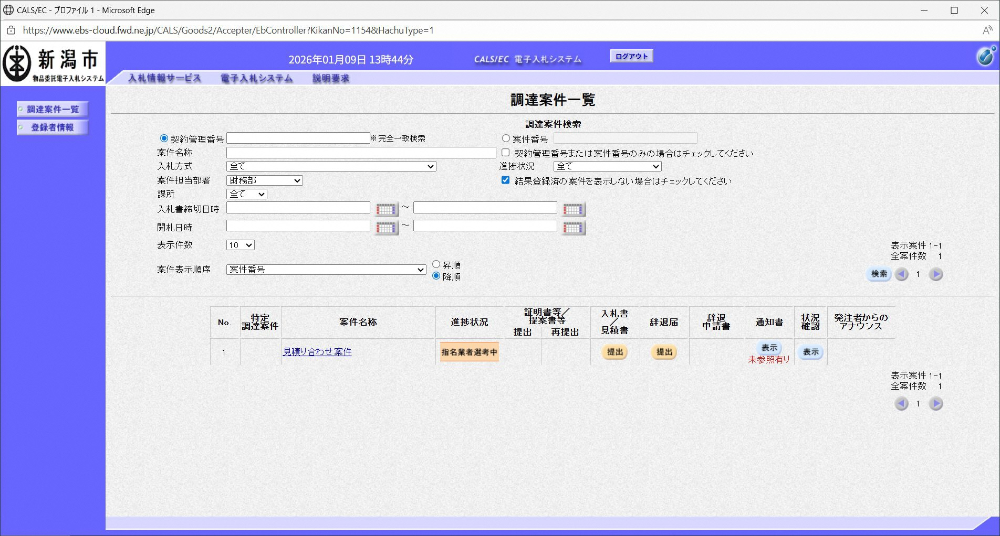 CALS/EC - プロファイル 1 - Microsoft Edge
https://www.ebs-cloud.fwd.ne.jp/CALS/Goods2/Accepter/EbController?KikanNo=1154&HachuType=1
新潟市
物品委託電子入札システム
2026年01月09日 13時44分
CALS/EC 電子入札システム
ログアウト
入札情報サービス 電子入札システム 説明要求
調達案件一覧
登録者情報
調達案件一覧
調達案件検索
契約管理番号 ※完全一致検索 案件番号
案件名称 契約管理番号または案件番号のみの場合はチェックしてください
入札方式 全て 進捗状況 全て
案件担当部署 財務部 結果登録済の案件を表示しない場合はチェックしてください
課所 全て
入札書締切日時 ～
開札日時 ～
表示件数 10
表示案件 1-1
全案件数 1
案件表示順序 案件番号 昇順
降順
検索 1
No. 特定調達案件 案件名称 進捗状況 証明書等／提案書等 提出 再提出 入札書／見積書 辞退届 辞退申請書 通知書 状況確認 発注者からのアナウンス
1 見積り合わせ案件 指名業者選考中 提出 提出 表示 未参照有り 表示
表示案件 1-1
全案件数 1
1